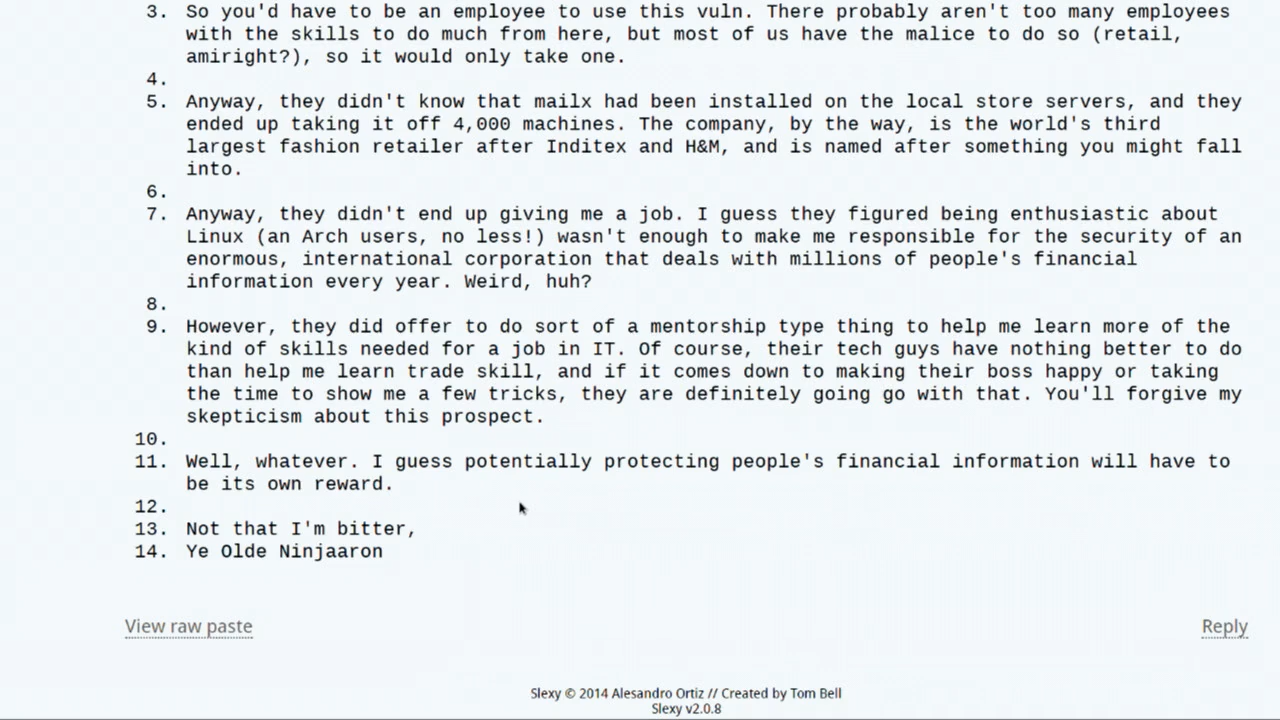 3. So you'd have to be an employee to use this vuln. There probably aren't too many employees
with the skills to do much from here, but most of us have the malice to do so (retail,
amiright?), so it would only take one.
4.
5. Anyway, they didn't know that mailx had been installed on the local store servers, and they
ended up taking it off 4,000 machines. The company, by the way, is the world's third
largest fashion retailer after Inditex and H&M, and is named after something you might fall
into.
6.
7. Anyway, they didn't end up giving me a job. I guess they figured being enthusiastic about
Linux (an Arch users, no less!) wasn't enough to make me responsible for the security of an
enormous, international corporation that deals with millions of people's financial
information every year. Weird, huh?
8.
9. However, they did offer to do sort of a mentorship type thing to help me learn more of the
kind of skills needed for a job in IT. Of course, their tech guys have nothing better to do
than help me learn trade skill, and if it comes down to making their boss happy or taking
the time to show me a few tricks, they are definitely going go with that. You'll forgive my
skepticism about this prospect.
10.
11. Well, whatever. I guess potentially protecting people's financial information will have to
be its own reward.
12.
13. Not that I'm bitter,
14. Ye Olde Ninjaaron
View raw paste Reply
Slexy © 2014 Alesandro Ortiz // Created by Tom Bell
Slexy v2.0.8